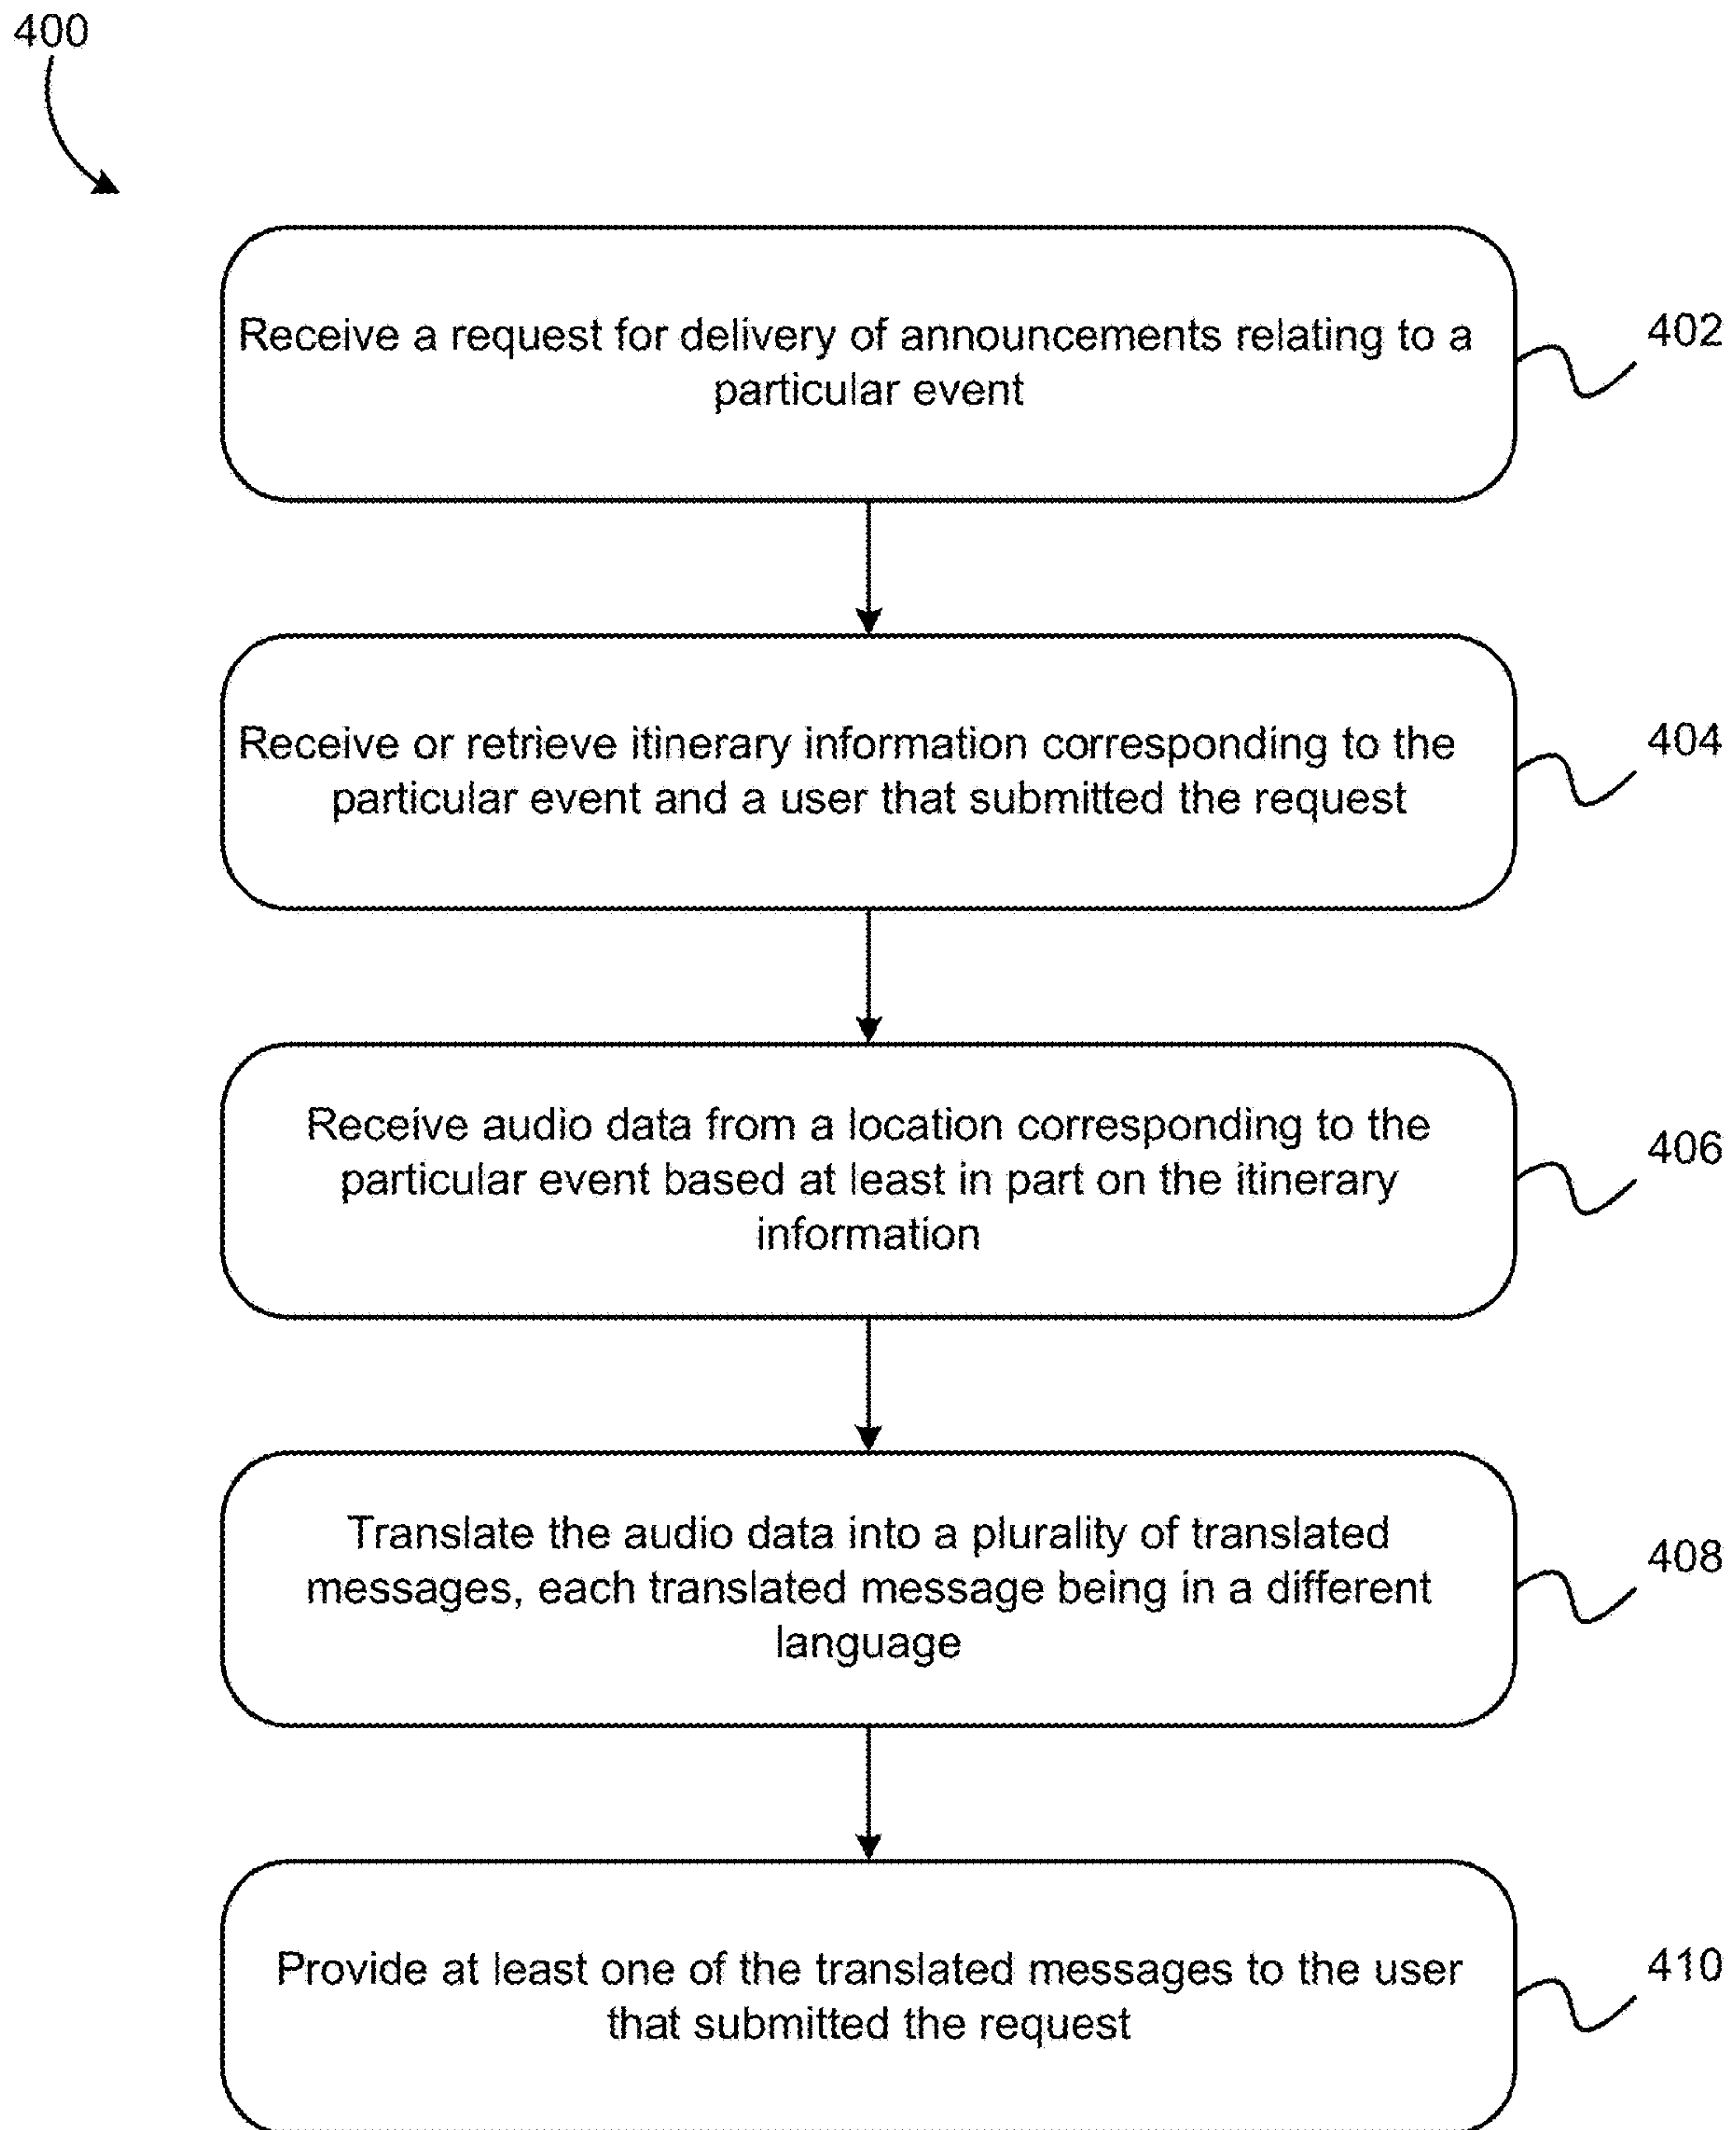 400
Receive a request for delivery of announcements relating to a
particular event
402
Receive or retrieve itinerary information corresponding to the
particular event and a user that submitted the request
404
Receive audio data from a location corresponding to the
particular event based at least in part on the itinerary
information
406
Translate the audio data into a plurality of translated
messages, each translated message being in a different
language
408
Provide at least one of the translated messages to the user
that submitted the request
410